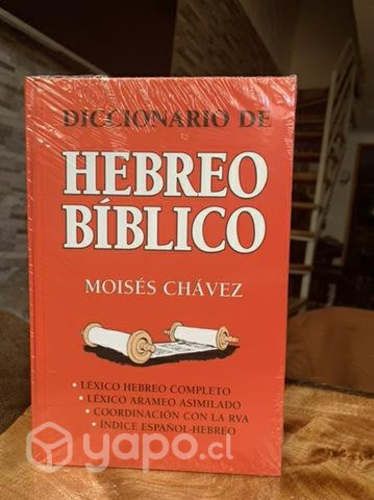 DICCIONARIO DE
HEBREO
BÍBLICO
MOISÉS CHÁVEZ
• LÉXICO HEBREO COMPLETO
• LÉXICO ARAMEO ASIMILADO
• COORDINACIÓN CON LA RVA
• ÍNDICE ESPAÑOL-HEBREO
yapo.cl